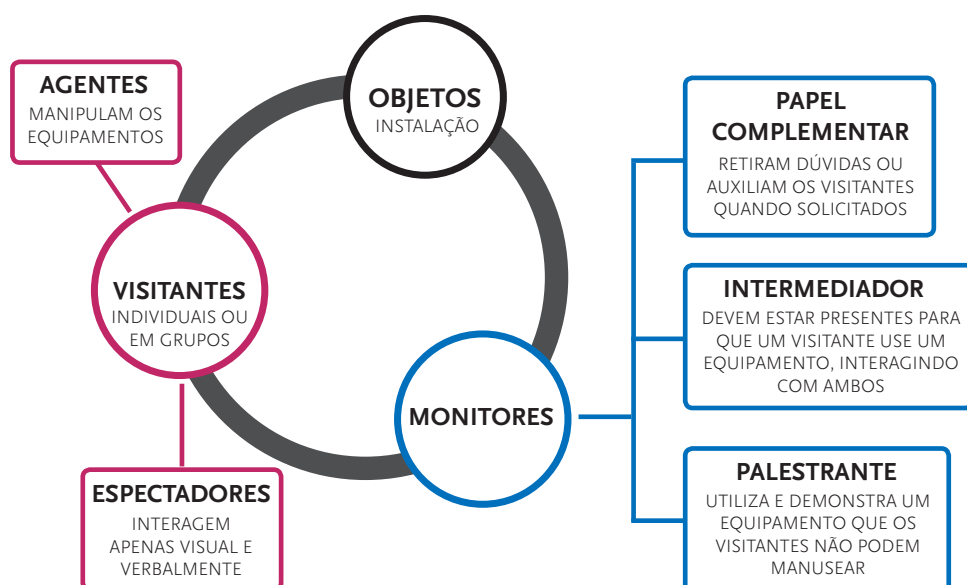 AGENTES
MANIPULAM OS
EQUIPAMENTOS
OBJETOS
INSTALAÇÃO
VISITANTES
INDIVIDUAIS OU
EM GRUPOS
ESPECTADORES
INTERAGEM
APENAS VISUAL E
VERBALMENTE
MONITORES
PAPEL
COMPLEMENTAR
RETIRAM DÚVIDAS OU
AUXILIAM OS VISITANTES
QUANDO SOLICITADOS
INTERMEDIADOR
DEVEM ESTAR PRESENTES PARA
QUE UM VISITANTE USE UM
EQUIPAMENTO, INTERAGINDO
COM AMBOS
PALESTRANTE
UTILIZA E DEMONSTRA UM
EQUIPAMENTO QUE OS
VISITANTES NÃO PODEM
MANUSEAR